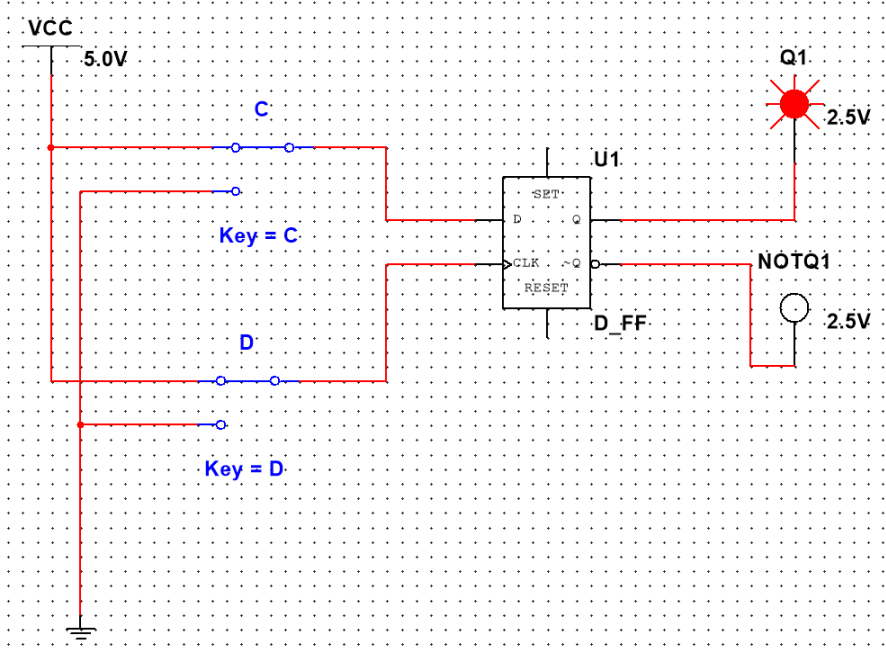 VCC
5.0V
Q1
2.5V
C
U1
SET
D
Q
Key = C
CLK
~Q
NOTQ1
RESET
2.5V
D_FF
D
Key = D